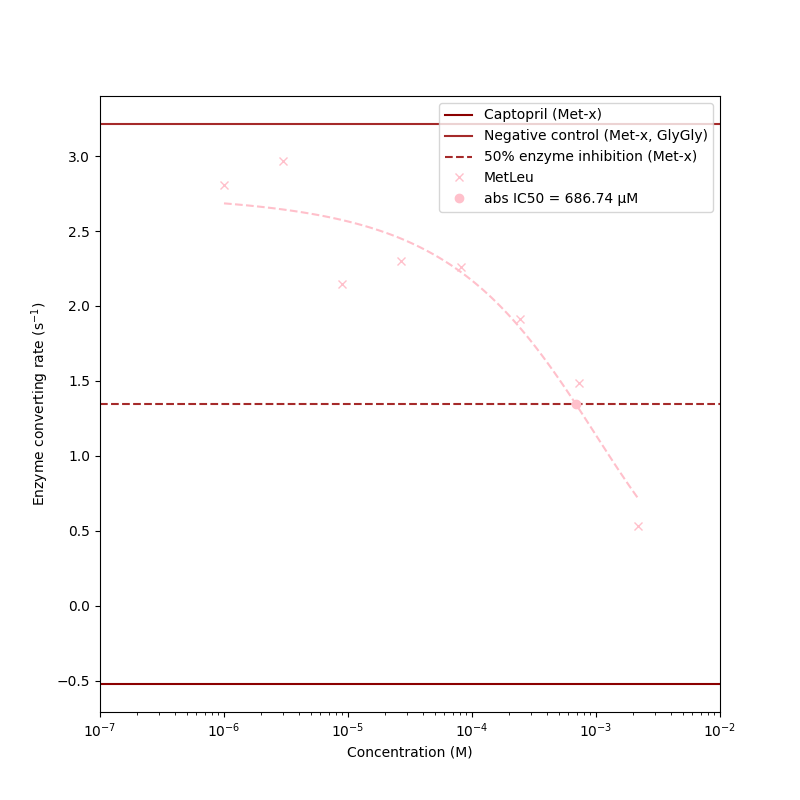 Captopril (Met-x)
Negative control (Met-x, GlyGly)
50% enzyme inhibition (Met-x)
MetLeu
abs IC50 = 686.74 µM
Enzyme converting rate (s⁻¹)
3.0
2.5
2.0
1.5
1.0
0.5
0.0
−0.5
10⁻⁷ 10⁻⁶ 10⁻⁵ 10⁻⁴ 10⁻³ 10⁻²
Concentration (M)